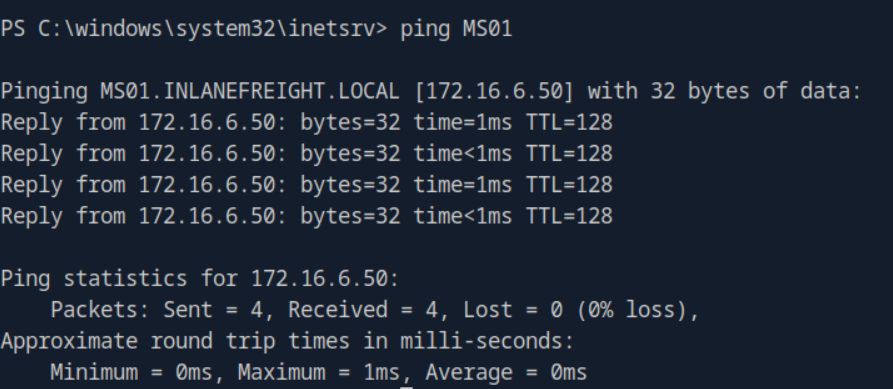 PS C:\windows\system32\inetsrv> ping MS01
Pinging MS01.INLANEFREIGHT.LOCAL [172.16.6.50] with 32 bytes of data:
Reply from 172.16.6.50: bytes=32 time=1ms TTL=128
Reply from 172.16.6.50: bytes=32 time<1ms TTL=128
Reply from 172.16.6.50: bytes=32 time=1ms TTL=128
Reply from 172.16.6.50: bytes=32 time<1ms TTL=128
Ping statistics for 172.16.6.50:
    Packets: Sent = 4, Received = 4, Lost = 0 (0% loss),
Approximate round trip times in milli-seconds:
    Minimum = 0ms, Maximum = 1ms, Average = 0ms